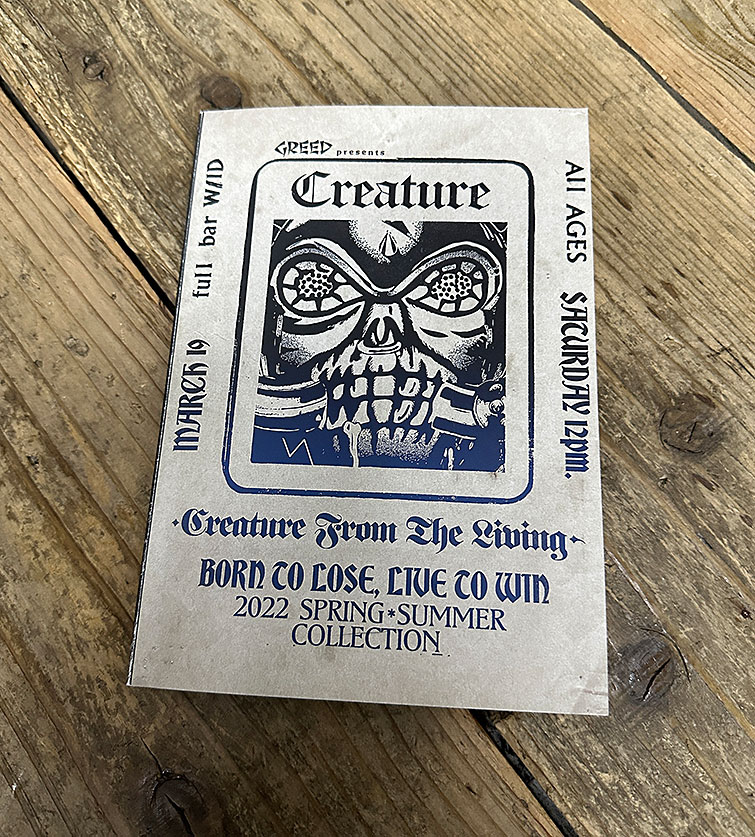 GREED presents
Creature
MARCH 19 full bar W/ID
All AGES SATURDAY 12pm.
Creature From The Living
BORN TO LOSE, LIVE TO WIN
2022 SPRING*SUMMER
COLLECTION